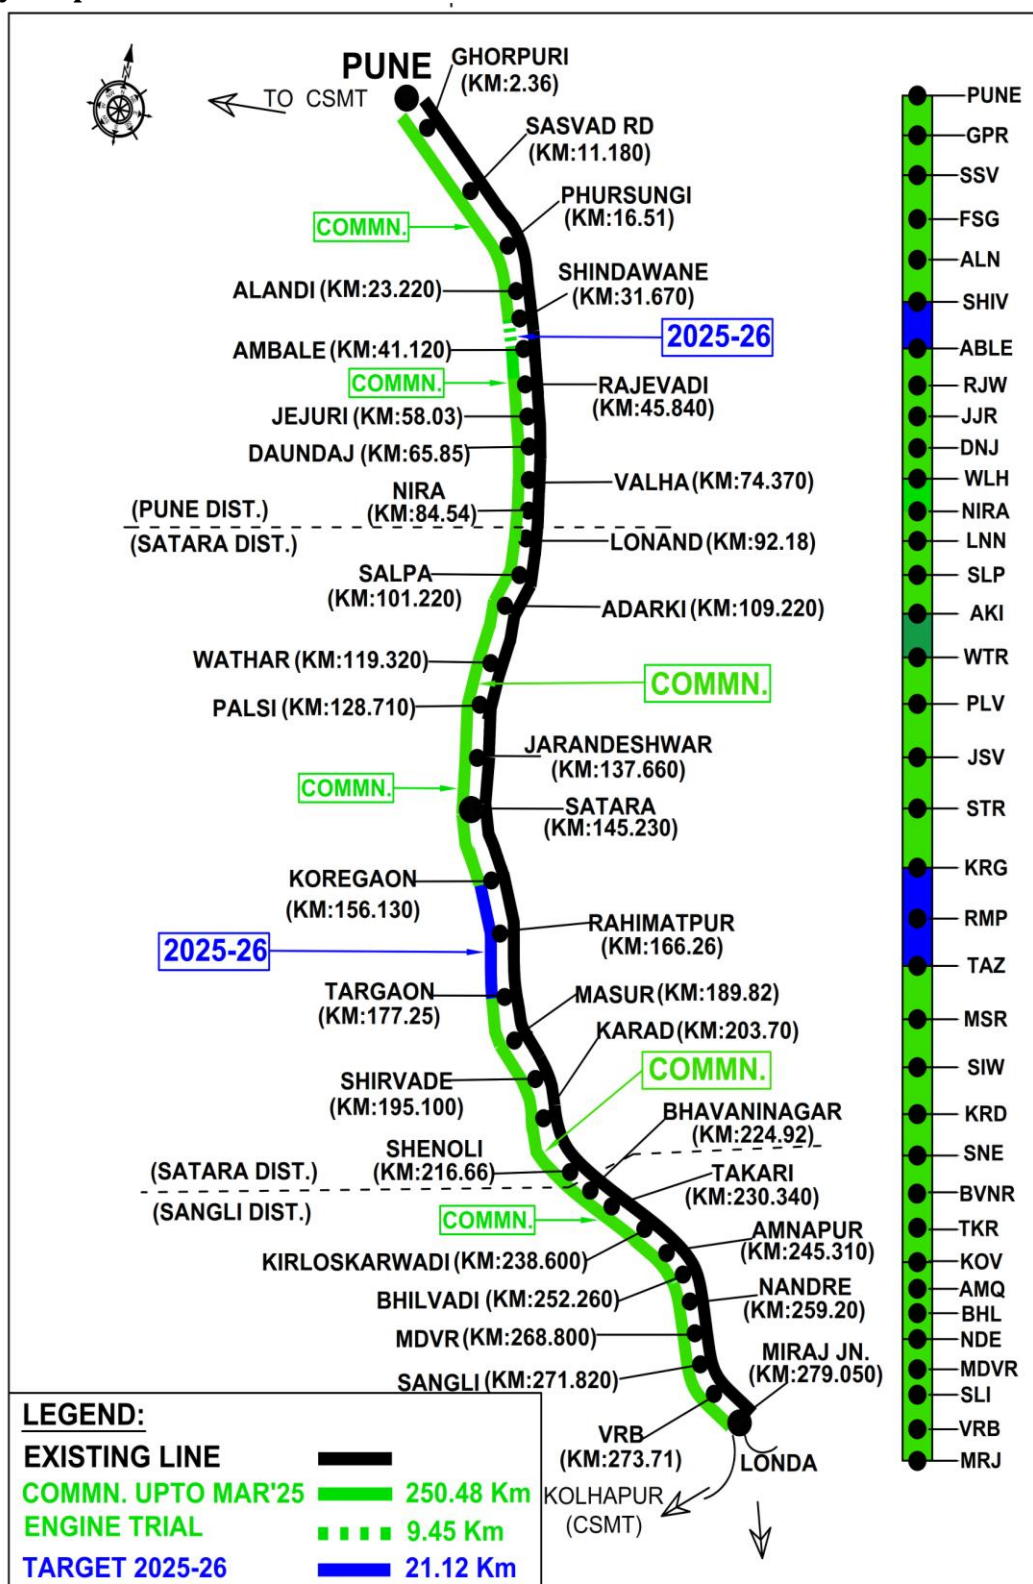 PUNE
GHORPURI
(KM:2.36)
TO CSMT
N
SASVAD RD
(KM:11.180)
PHURSUNGI
(KM:16.51)
COMMN.
SHINDAWANE
(KM:31.670)
ALANDI (KM:23.220)
2025-26
AMBALE (KM:41.120)
COMMN.
RAJEVADI
(KM:45.840)
JEJURI (KM:58.03)
DAUNDAJ (KM:65.85)
VALHA (KM:74.370)
NIRA
(KM:84.54)
(PUNE DIST.)
(SATARA DIST.)
LONAND (KM:92.18)
SALPA
(KM:101.220)
ADARKI (KM:109.220)
WATHAR (KM:119.320)
COMMN.
PALSI (KM:128.710)
JARANDESHWAR
(KM:137.660)
COMMN.
SATARA
(KM:145.230)
KOREGAON
(KM:156.130)
RAHIMATPUR
(KM:166.26)
2025-26
TARGAON
(KM:177.25)
MASUR (KM:189.82)
KARAD (KM:203.70)
COMMN.
SHIRVADE
(KM:195.100)
BHAVANINAGAR
(KM:224.92)
SHENOLI
(KM:216.66)
(SATARA DIST.)
(SANGLI DIST.)
TAKARI
(KM:230.340)
COMMN.
AMNAPUR
(KM:245.310)
KIRLOSKARWADI (KM:238.600)
NANDRE
(KM:259.20)
BHILVADI (KM:252.260)
MDVR (KM:268.800)
MIRAJ JN.
(KM:279.050)
SANGLI (KM:271.820)
VRB
(KM:273.71)
LONDA
KOLHAPUR
(CSMT)
PUNE
GPR
SSV
FSG
ALN
SHIV
ABLE
RJW
JJR
DNJ
WLH
NIRA
LNN
SLP
AKI
WTR
PLV
JSV
STR
KRG
RMP
TAZ
MSR
SIW
KRD
SNE
BVNR
TKR
KOV
AMQ
BHL
NDE
MDVR
SLI
VRB
MRJ
LEGEND:
EXISTING LINE
COMMN. UPTO MAR'25 250.48 Km
ENGINE TRIAL 9.45 Km
TARGET 2025-26 21.12 Km